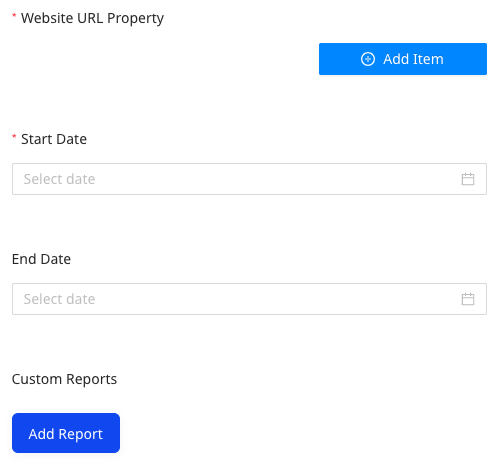 * Website URL Property
Add Item
* Start Date
Select date
End Date
Select date
Custom Reports
Add Report